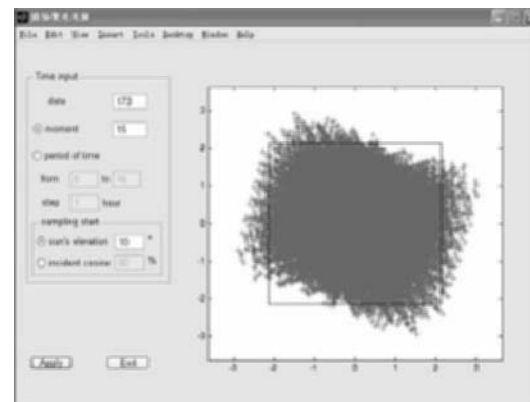 File Edit View Insert Tools Desktop Window Help
Time input
date 172
moment 15
period of time
from to
step hour
sampling start
sun's elevation 10 °
incident cosine %
Apply Exit
3
2
1
0
-1
-2
-3
-3 -2 -1 0 1 2 3